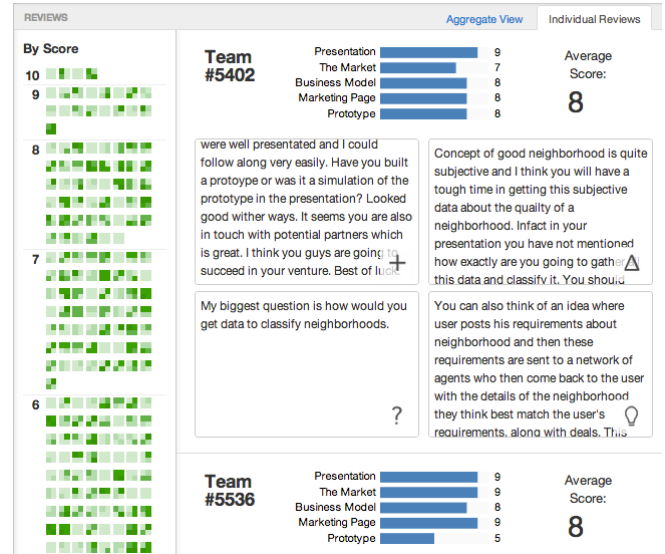 REVIEWS
Aggregate View
Individual Reviews
By Score
10
9
8
7
6
Team
#5402
Presentation 9
The Market 7
Business Model 8
Marketing Page 8
Prototype 8
Average
Score:
8
were well presentated and I could
follow along very easily. Have you built
a protoype or was it a simulation of the
prototype in the presentation? Looked
good wither ways. It seems you are also
in touch with potential partners which
is great. I think you guys are going to
succeed in your venture. Best of luck.
+
Concept of good neighborhood is quite
subjective and I think you will have a
tough time in getting this subjective
data about the quailty of a
neighborhood. Infact in your
presentation you have not mentioned
how exactly are you going to gather all
this data and classify it. You should
My biggest question is how would you
get data to classify neighborhoods.
?
You can also think of an idea where
user posts his requirements about
neighborhood and then these
requirements are sent to a network of
agents who then come back to the user
with the details of the neighborhood
they think best match the user's
requirements, along with deals. This
Team
#5536
Presentation 9
The Market 9
Business Model 8
Marketing Page 9
Prototype 5
Average
Score:
8